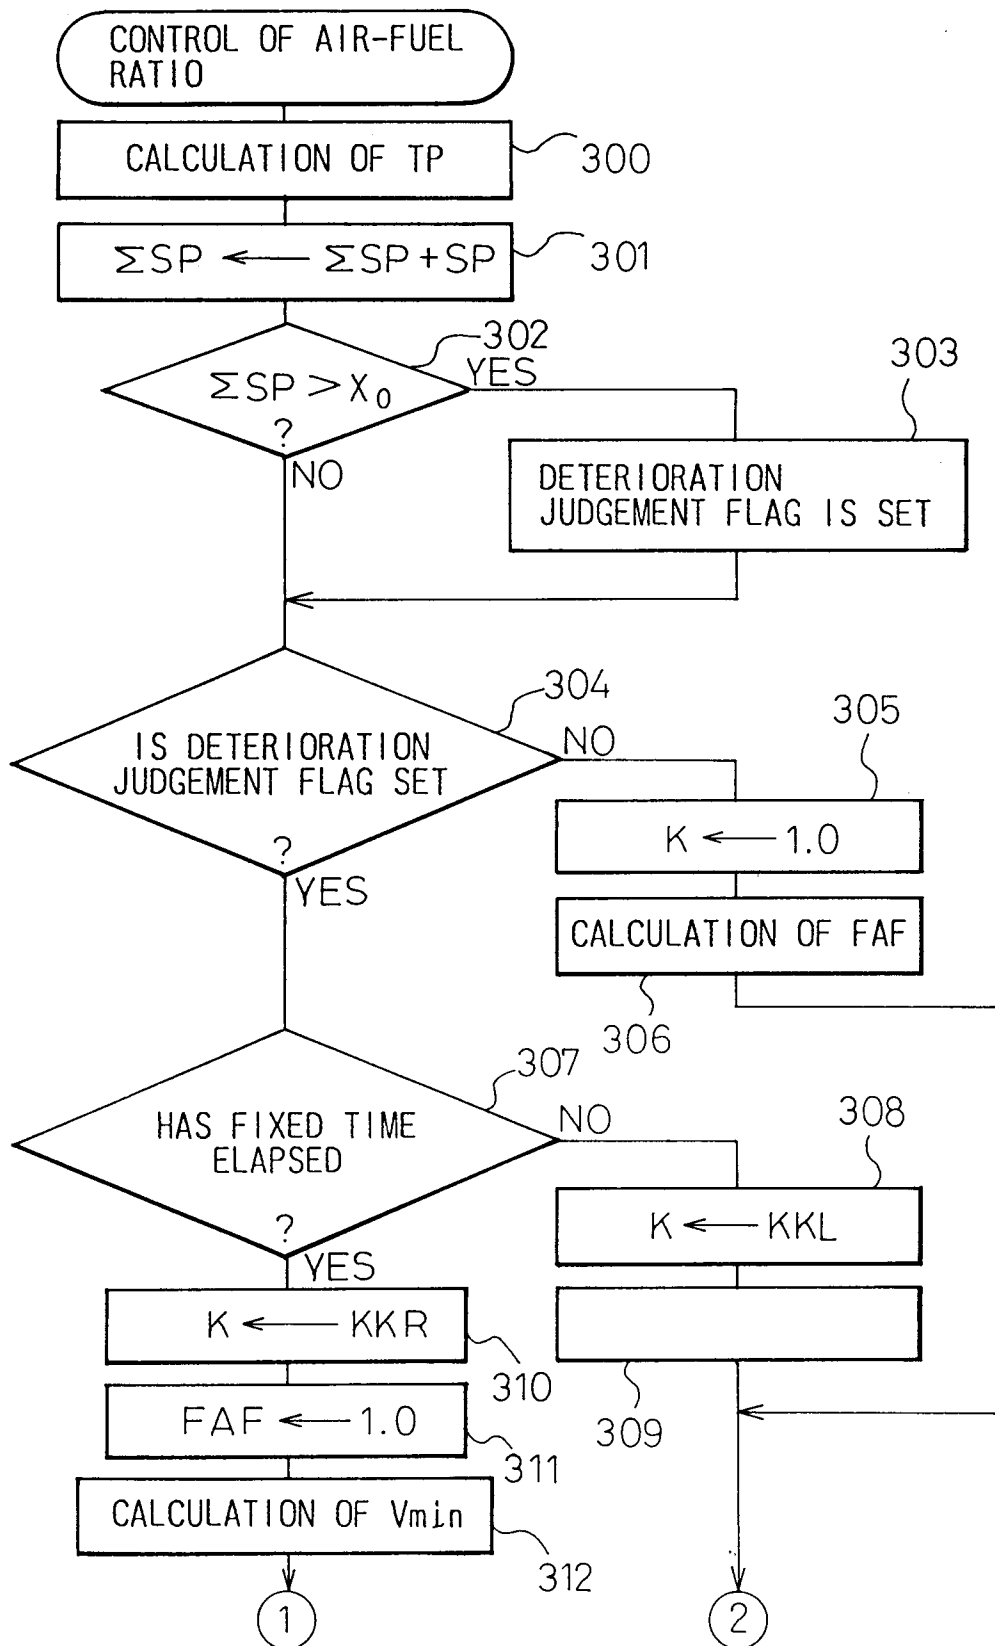 CONTROL OF AIR-FUEL
RATIO
CALCULATION OF TP
300
ΣSP ← ΣSP+SP
301
302
ΣSP > X₀
?
YES
NO
303
DETERIORATION
JUDGEMENT FLAG IS SET
304
IS DETERIORATION
JUDGEMENT FLAG SET
?
NO
YES
305
K ← 1.0
CALCULATION OF FAF
306
307
HAS FIXED TIME
ELAPSED
?
NO
YES
308
K ← KKL
309
K ← KKR
310
FAF ← 1.0
311
CALCULATION OF Vmin
312
1
2